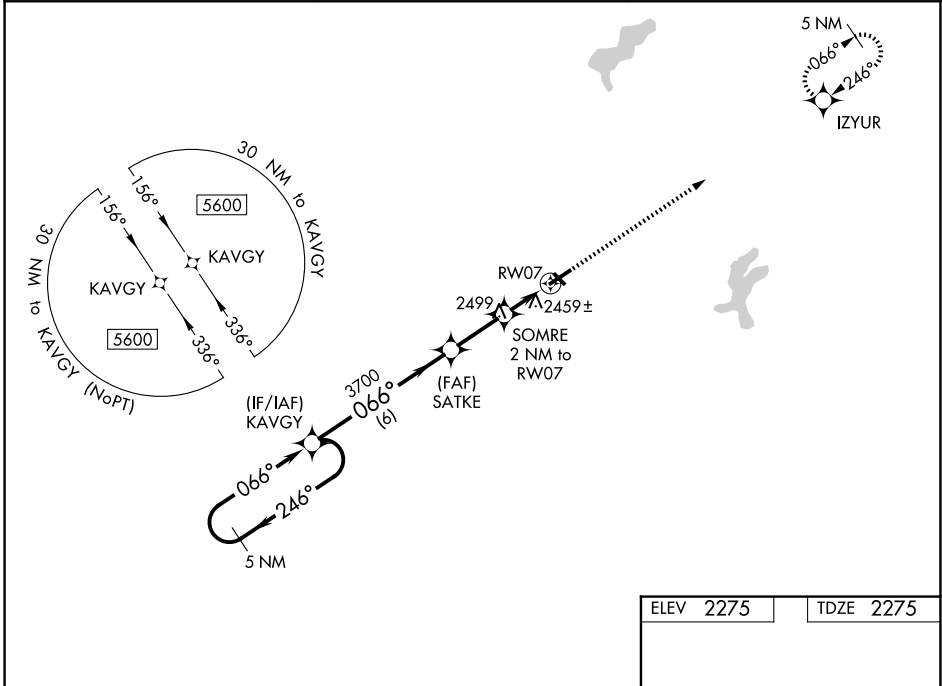 5 NM
066°
246°
IZYUR
30 NM to KAVGY
156°
5600
KAVGY
336°
30 NM to KAVGY (NoPT)
156°
KAVGY
5600
336°
RW07
2499
2459±
SOMRE
2 NM to
RW07
(FAF)
SATKE
3700
066°
(6)
(IF/IAF)
KAVGY
066°
246°
5 NM
ELEV 2275
TDZE 2275